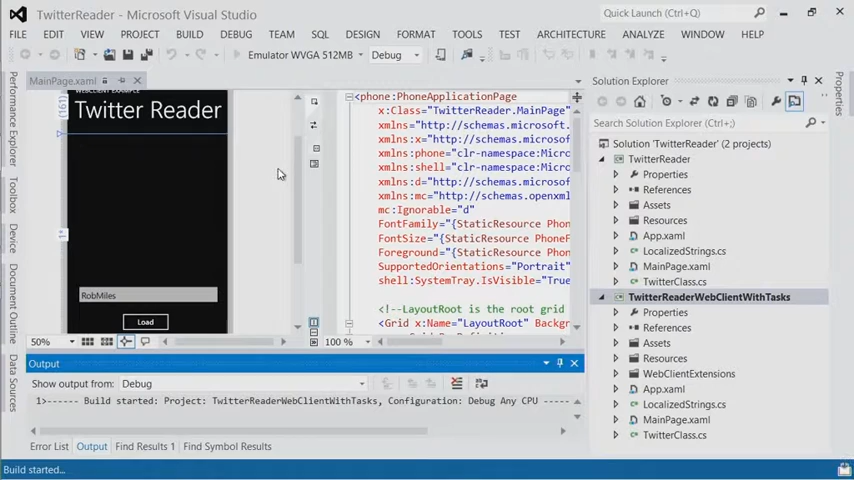 TwitterReader - Microsoft Visual Studio
Quick Launch (Ctrl+Q)
FILE EDIT VIEW PROJECT BUILD DEBUG TEAM SQL FORMAT TOOLS TEST ARCHITECTURE ANALYZE WINDOW HELP
Emulator WVGA 512MB Debug
Performance Explorer
Toolbox
Device
Document Outline
Data Sources
MainPage.xaml
(161)
WEBCLIENT EXAMPLE
Twitter Reader
1*
RobMiles
Load
50%
<phone:PhoneApplicationPage
x:Class="TwitterReader.MainPage"
xmlns="http://schemas.microsoft.
xmlns:x="http://schemas.microsof
xmlns:phone="clr-namespace:Micro
xmlns:shell="clr-namespace:Micro
xmlns:d="http://schemas.microsof
xmlns:mc="http://schemas.openxml
mc:Ignorable="d"
FontFamily="{StaticResource Phone
FontSize="{StaticResource PhoneF
Foreground="{StaticResource Phon
SupportedOrientations="Portrait"
shell:SystemTray.IsVisible="True
<!--LayoutRoot is the root grid
<Grid x:Name="LayoutRoot" Backgr
100 %
Output
Show output from: Debug
1>------ Build started: Project: TwitterReaderWebClientWithTasks, Configuration: Debug Any CPU -----
Error List Output Find Results 1 Find Symbol Results
Build started...
Solution Explorer
Search Solution Explorer (Ctrl+;)
Solution 'TwitterReader' (2 projects)
TwitterReader
Properties
References
Assets
Resources
App.xaml
LocalizedStrings.cs
MainPage.xaml
TwitterClass.cs
TwitterReaderWebClientWithTasks
Properties
References
Assets
Resources
WebClientExtensions
App.xaml
LocalizedStrings.cs
MainPage.xaml
TwitterClass.cs
Properties